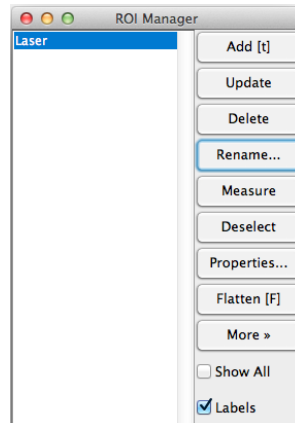 ROI Manager
Laser
Add [t]
Update
Delete
Rename...
Measure
Deselect
Properties...
Flatten [F]
More »
Show All
Labels